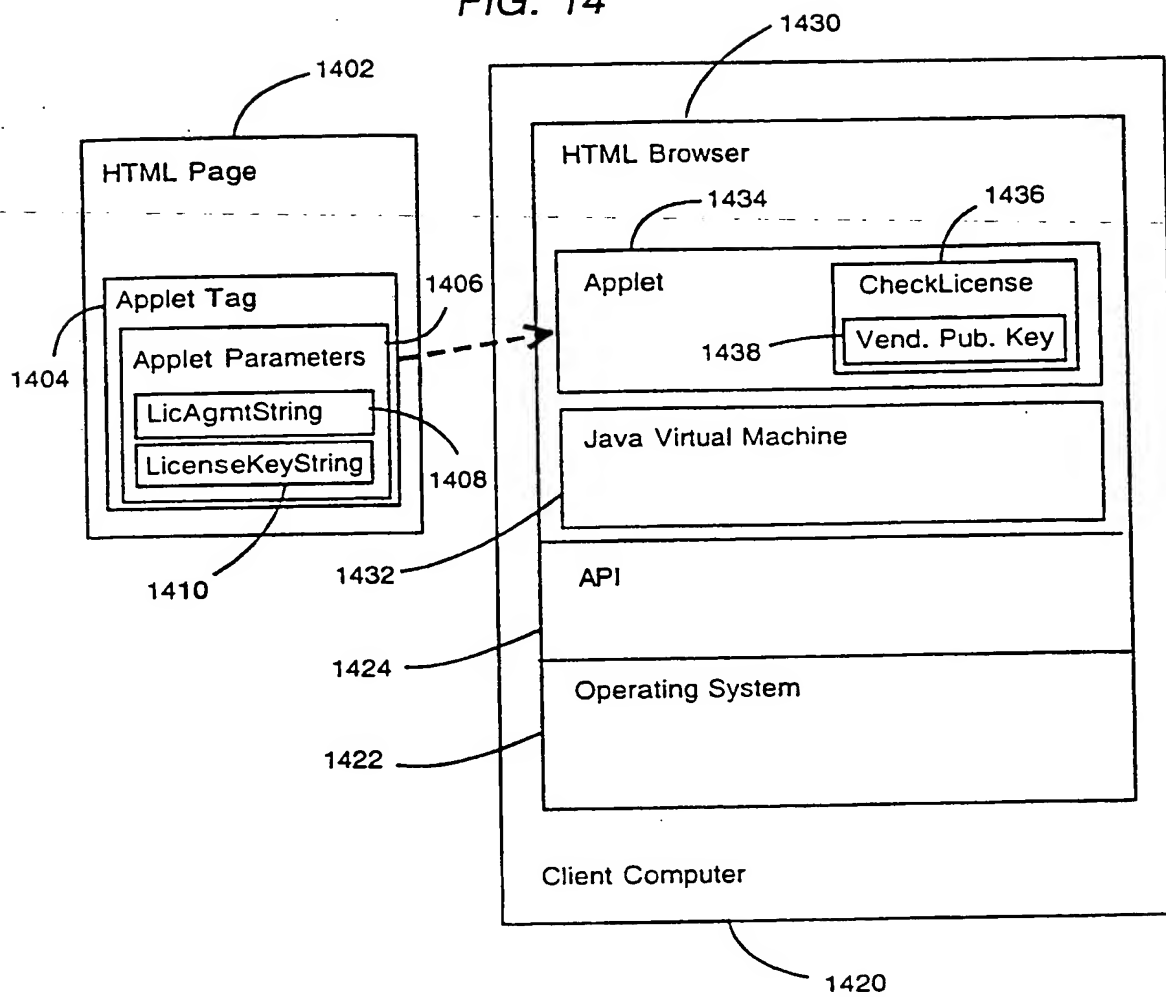 FIG. 14
1430
1402
HTML Page
HTML Browser
1434
1436
Applet Tag
1406
Applet
CheckLicense
Applet Parameters
1438
Vend. Pub. Key
1404
LicAgmtString
Java Virtual Machine
LicenseKeyString
1408
1410
1432
API
1424
Operating System
1422
Client Computer
1420